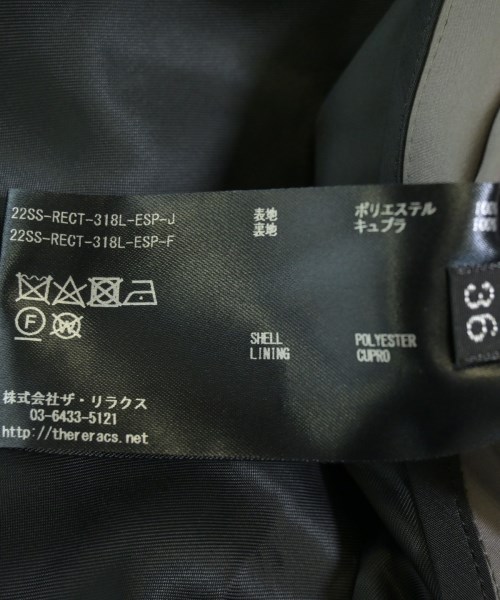 22SS-RECT-318L-ESP-J
22SS-RECT-318L-ESP-F
表地 ポリエステル
裏地 キュプラ
F
W
SHELL POLYESTER
LINING CUPRO
36
株式会社ザ・リラクス
03-6433-5121
http://thereracs.net